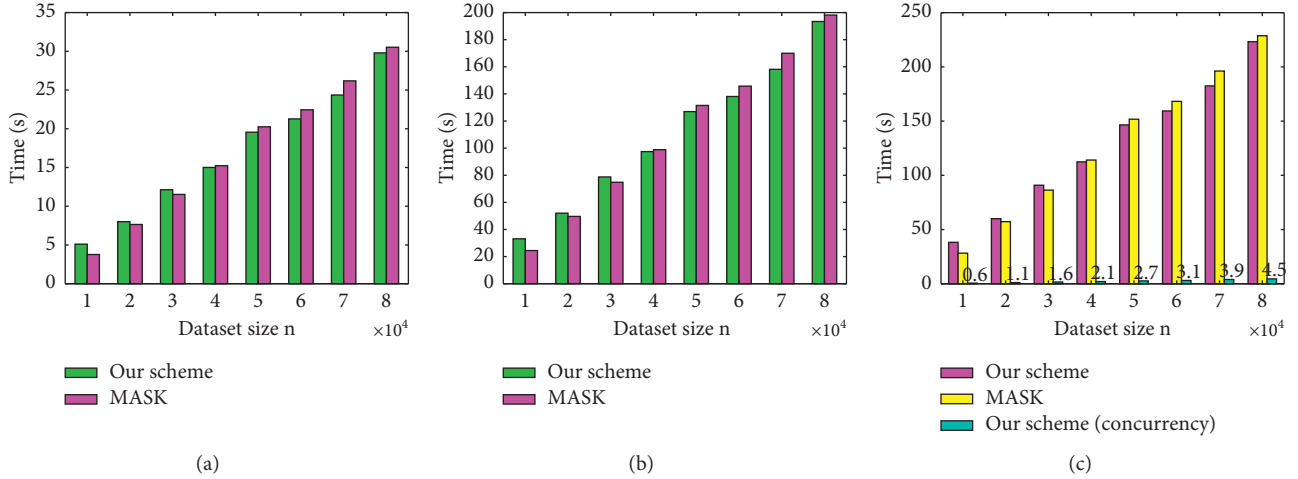 35
30
25
20
15
10
5
0
Time (s)
1 2 3 4 5 6 7 8
Dataset size n ×10⁴
Our scheme
MASK
(a)
200
180
160
140
120
100
80
60
40
20
0
Time (s)
1 2 3 4 5 6 7 8
Dataset size n ×10⁴
Our scheme
MASK
(b)
250
200
150
100
50
0
Time (s)
0.6 1.1 1.6 2.1 2.7 3.1 3.9 4.5
1 2 3 4 5 6 7 8
Dataset size n ×10⁴
Our scheme
MASK
Our scheme (concurrency)
(c)